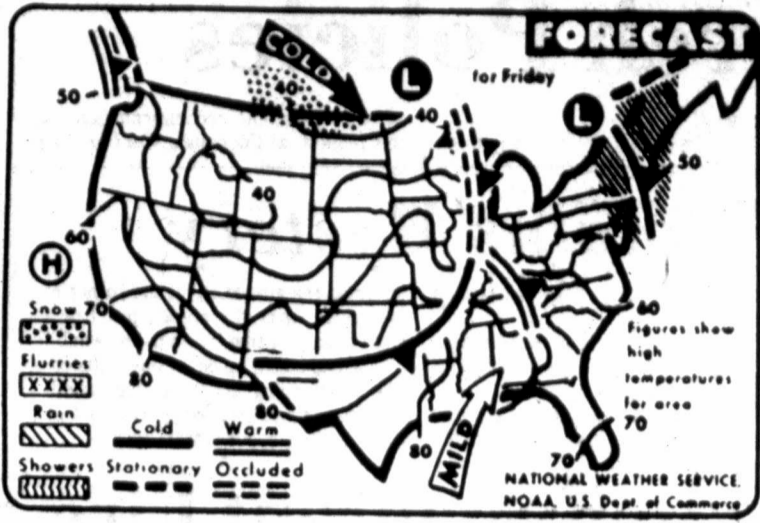 FORECAST
for Friday
COLD
40
L
40
L
50
50
40
60
H
Snow
70
Flurries
80
Rain
Cold
80
Warm
Showers
Stationary
Occluded
80
MILD
60
Figures show
high
temperatures
for area
70
70
NATIONAL WEATHER SERVICE,
NOAA, U.S. Dept. of Commerce